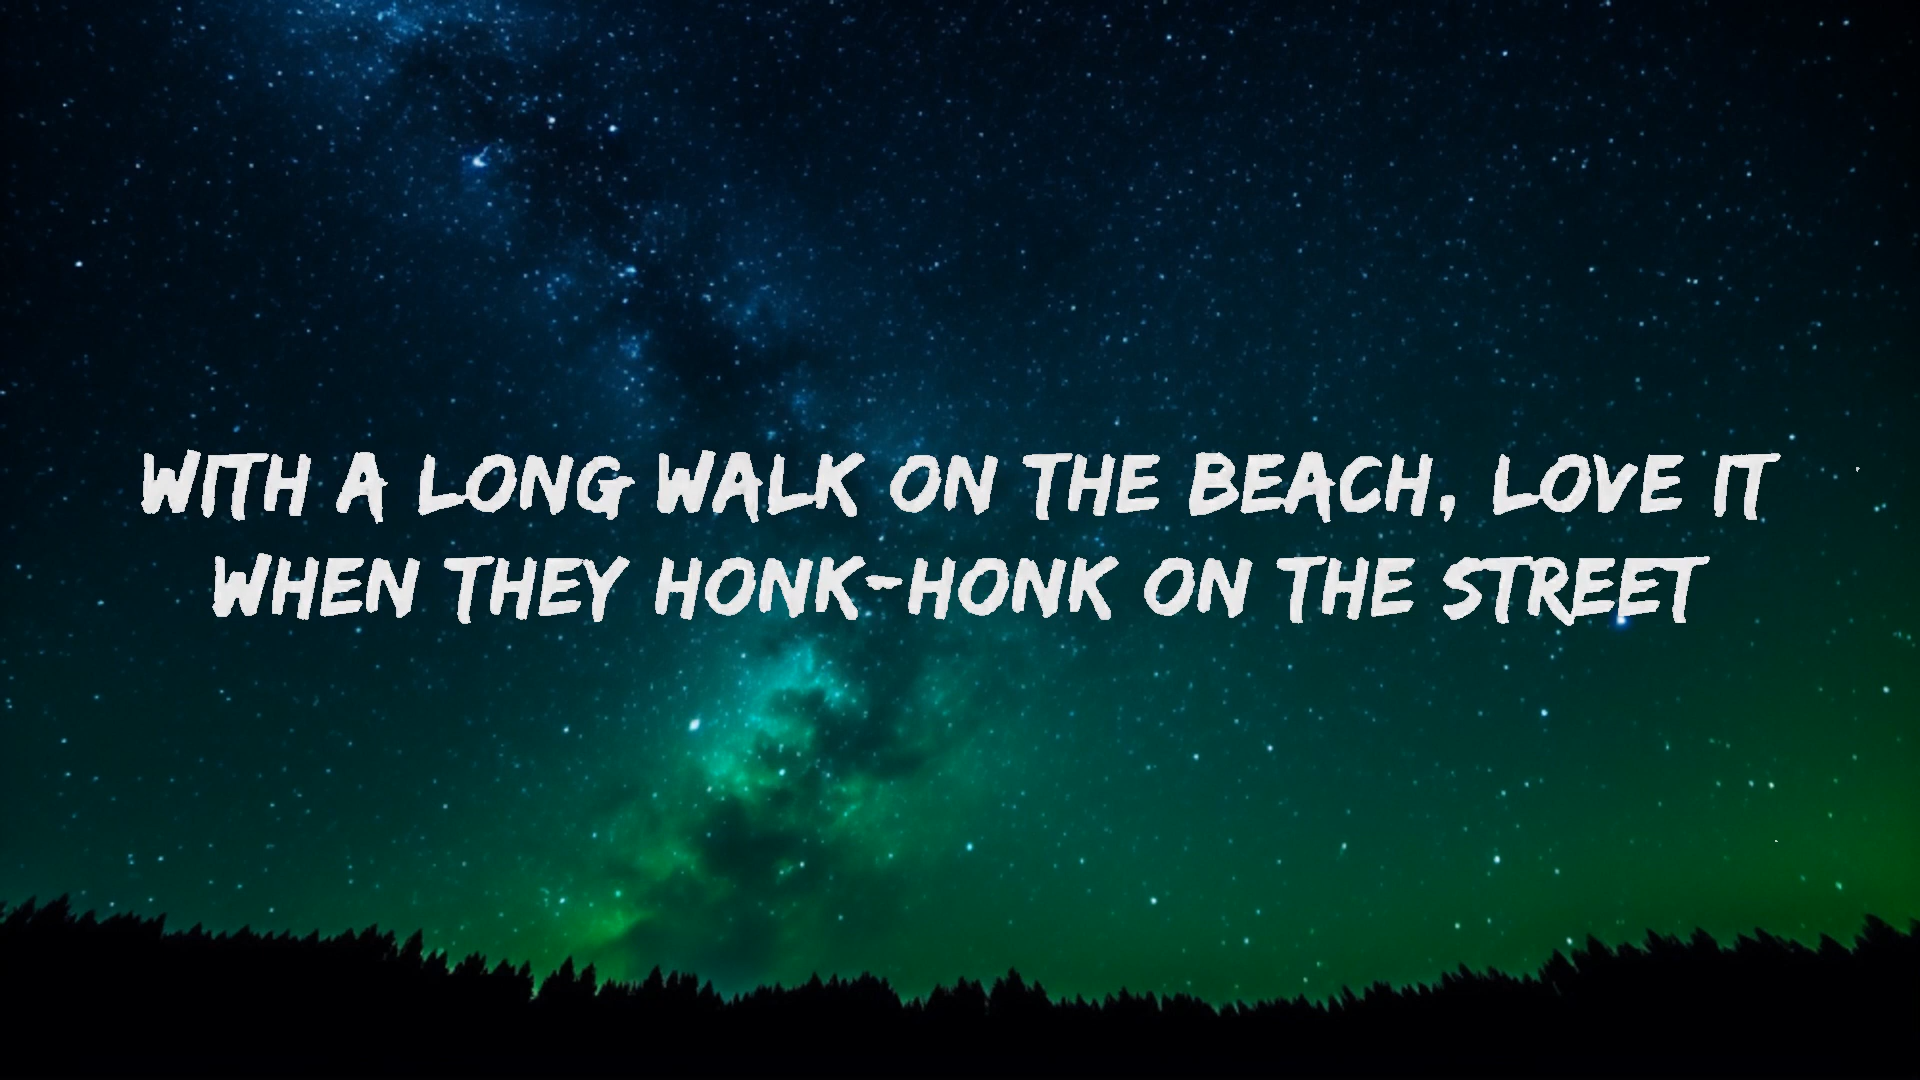 WITH A LONG WALK ON THE BEACH, LOVE IT
WHEN THEY HONK-HONK ON THE STREET